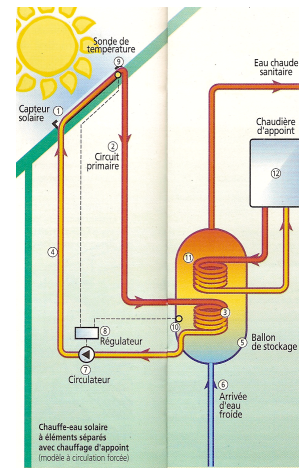 Sonde de
température
9
Eau chaude
sanitaire
Capteur
solaire
1
Chaudière
d'appoint
2
Circuit
primaire
12
4
11
3
10
8
Régulateur
5
Ballon
de stockage
7
Circulateur
6
Arrivée
d'eau
froide
Chauffe-eau solaire
à éléments séparés
avec chauffage d'appoint
(modèle à circulation forcée)